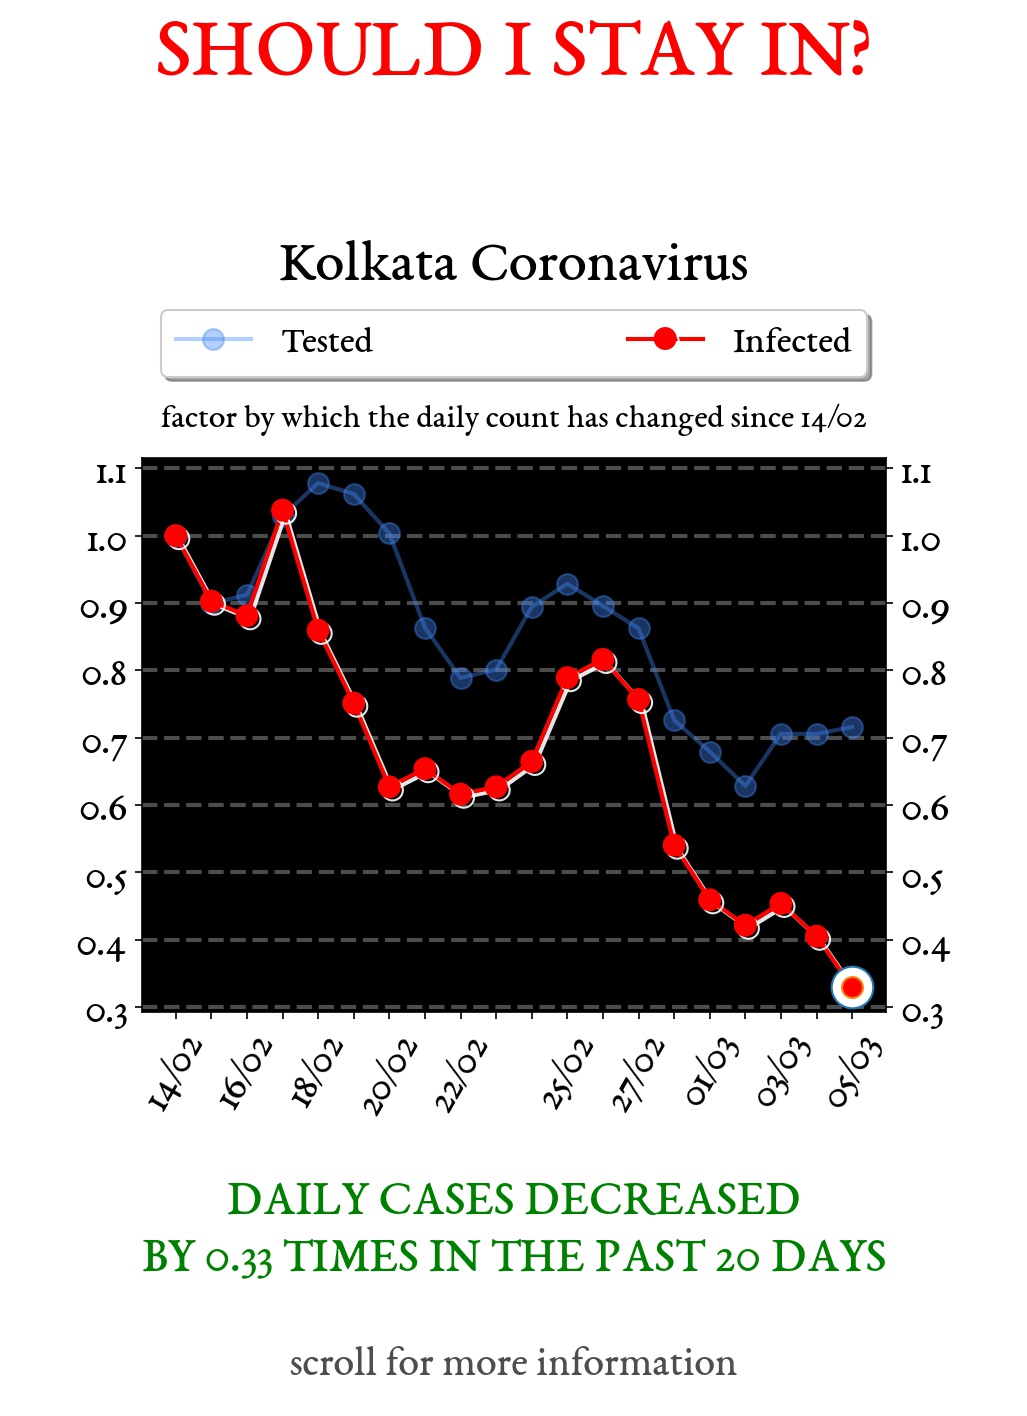 SHOULD I STAY IN?
Kolkata Coronavirus
Tested Infected
factor by which the daily count has changed since 14/02
1.1 1.1
1.0 1.0
0.9 0.9
0.8 0.8
0.7 0.7
0.6 0.6
0.5 0.5
0.4 0.4
0.3 0.3
14/02 16/02 18/02 20/02 22/02 25/02 27/02 01/03 03/03 05/03
DAILY CASES DECREASED
BY 0.33 TIMES IN THE PAST 20 DAYS
scroll for more information